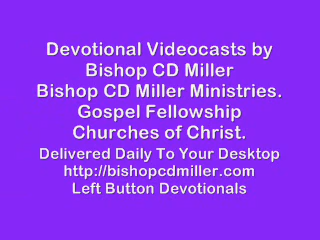 Devotional Videocasts by
Bishop CD Miller
Bishop CD Miller Ministries.
Gospel Fellowship
Churches of Christ.
Delivered Daily To Your Desktop
http://bishopcdmiller.com
Left Button Devotionals